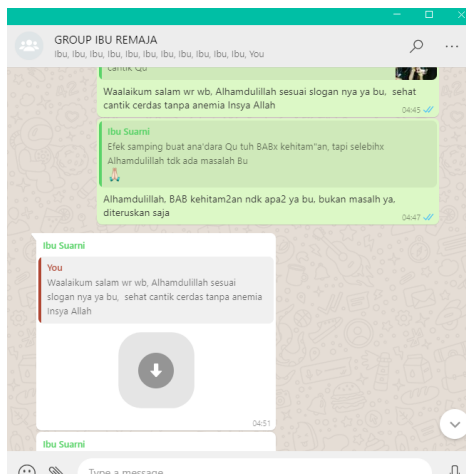 GROUP IBU REMAJA
Ibu, Ibu, Ibu, Ibu, Ibu, Ibu, Ibu, Ibu, Ibu, Ibu, Ibu, You
cantik Qu
Waalaikum salam wr wb, Alhamdulillah sesuai slogan nya ya bu, sehat
cantik cerdas tanpa anemia Insya Allah
04:45
Ibu Suarni
Efek samping buat ana'dara Qu tuh BABx kehitam"an, tapi selebihx
Alhamdulillah tdk ada masalah Bu
Alhamdulillah, BAB kehitam2an ndk apa2 ya bu, bukan masalh ya,
diteruskan saja
04:47
Ibu Suarni
You
Waalaikum salam wr wb, Alhamdulillah sesuai
slogan nya ya bu, sehat cantik cerdas tanpa anemia
Insya Allah
04:51
Ibu Suarni
Type a message